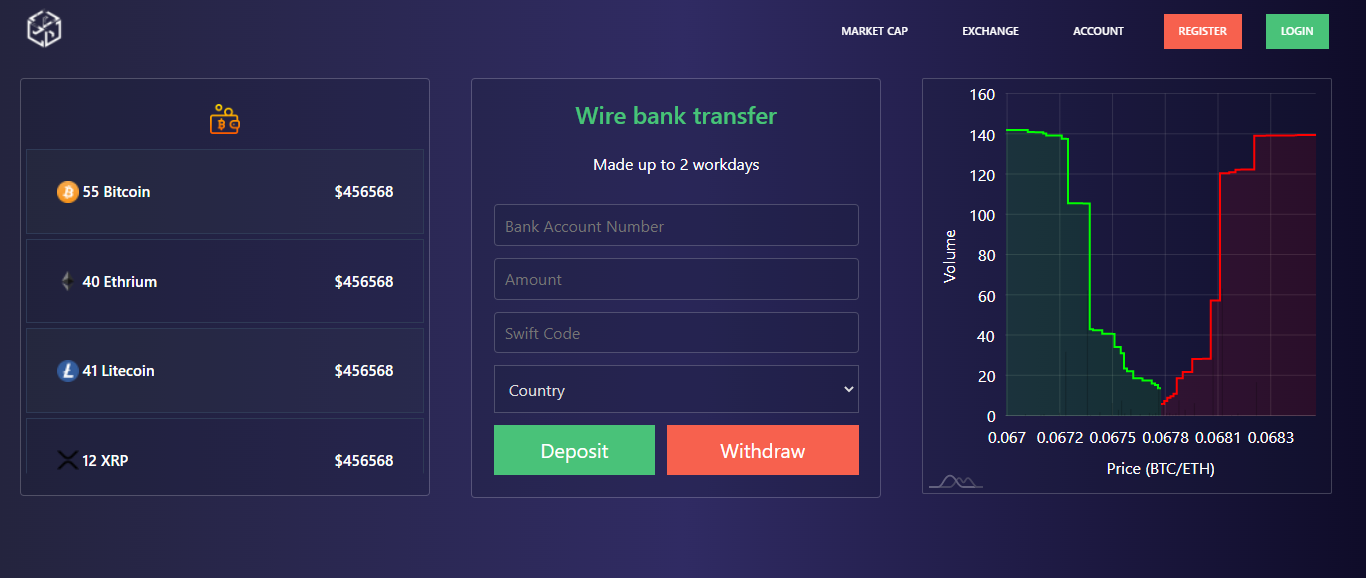 MARKET CAP EXCHANGE ACCOUNT REGISTER LOGIN
55 Bitcoin $456568
40 Ethrium $456568
41 Litecoin $456568
12 XRP $456568
Wire bank transfer
Made up to 2 workdays
Bank Account Number
Amount
Swift Code
Country
Deposit Withdraw
160
140
120
100
80
60
40
20
0
Volume
0.067 0.0672 0.0675 0.0678 0.0681 0.0683
Price (BTC/ETH)